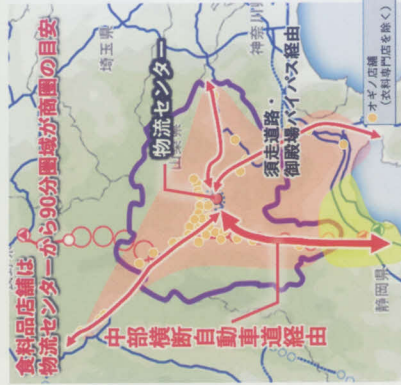 食料品店舗は
物流センターから90分圏域が商圏の目安
埼玉県
山梨県
物流センター
神奈川県
須走道路・
御殿場バイパス経由
中部横断自動車道経由
静岡県
オギノ店舗
(衣料専門店を除く)